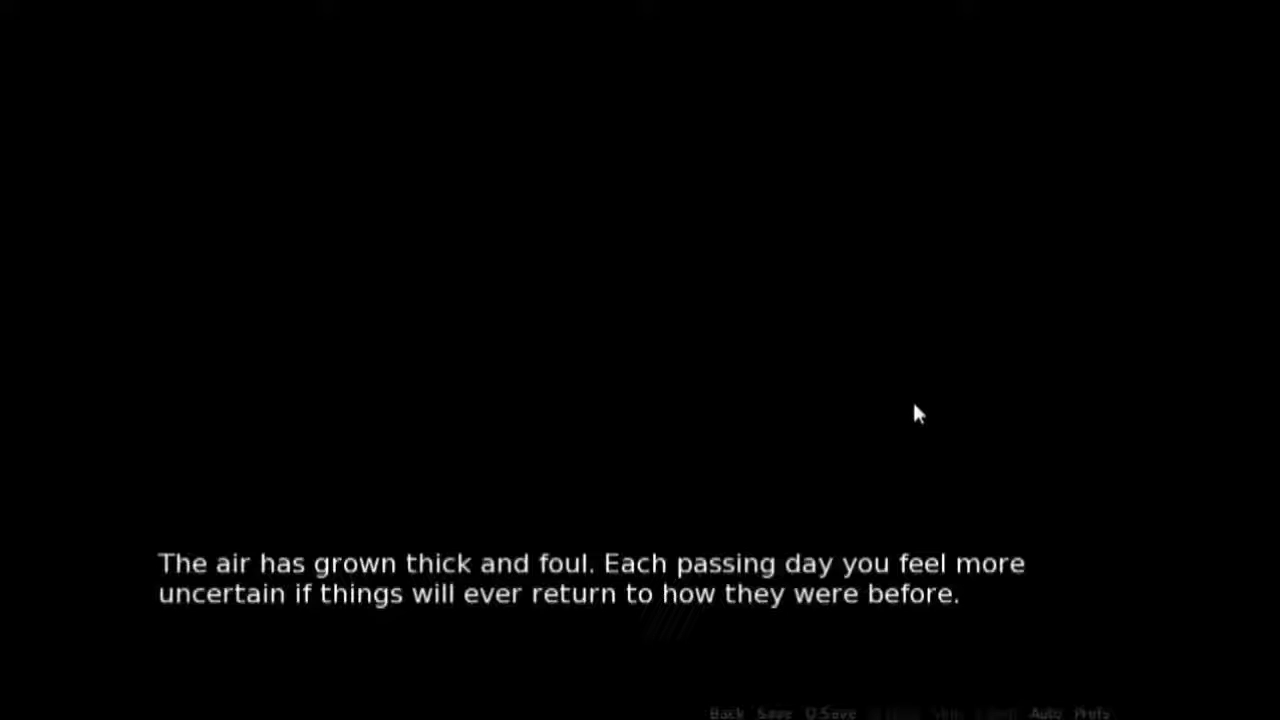 The air has grown thick and foul. Each passing day you feel more
uncertain if things will ever return to how they were before.
Back Save Q.Save Auto Prefs